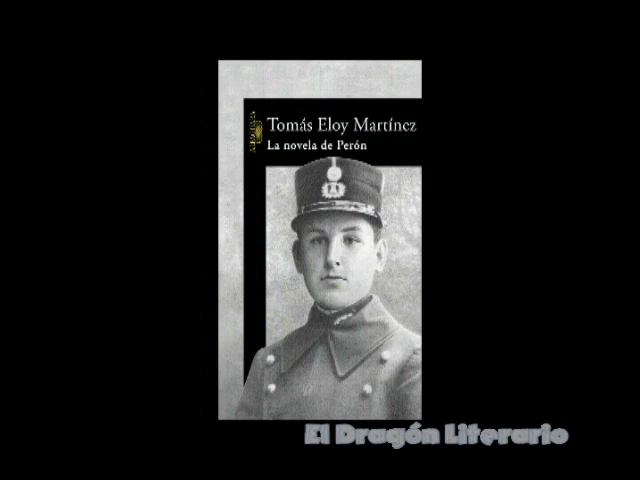 Tomás Eloy Martínez
La novela de Perón
El Dragón Literario